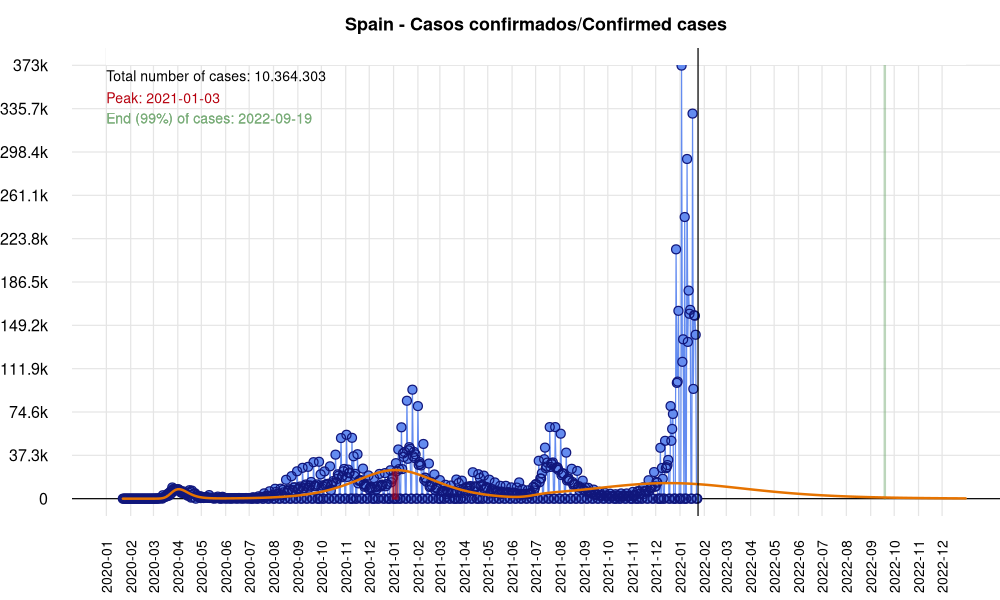 Spain - Casos confirmados/Confirmed cases
Total number of cases: 10.364.303
Peak: 2021-01-03
End (99%) of cases: 2022-09-19
373k
335.7k
298.4k
261.1k
223.8k
186.5k
149.2k
111.9k
74.6k
37.3k
0
2020-01
2020-02
2020-03
2020-04
2020-05
2020-06
2020-07
2020-08
2020-09
2020-10
2020-11
2020-12
2021-01
2021-02
2021-03
2021-04
2021-05
2021-06
2021-07
2021-08
2021-09
2021-10
2021-11
2021-12
2022-01
2022-02
2022-03
2022-04
2022-05
2022-06
2022-07
2022-08
2022-09
2022-10
2022-11
2022-12